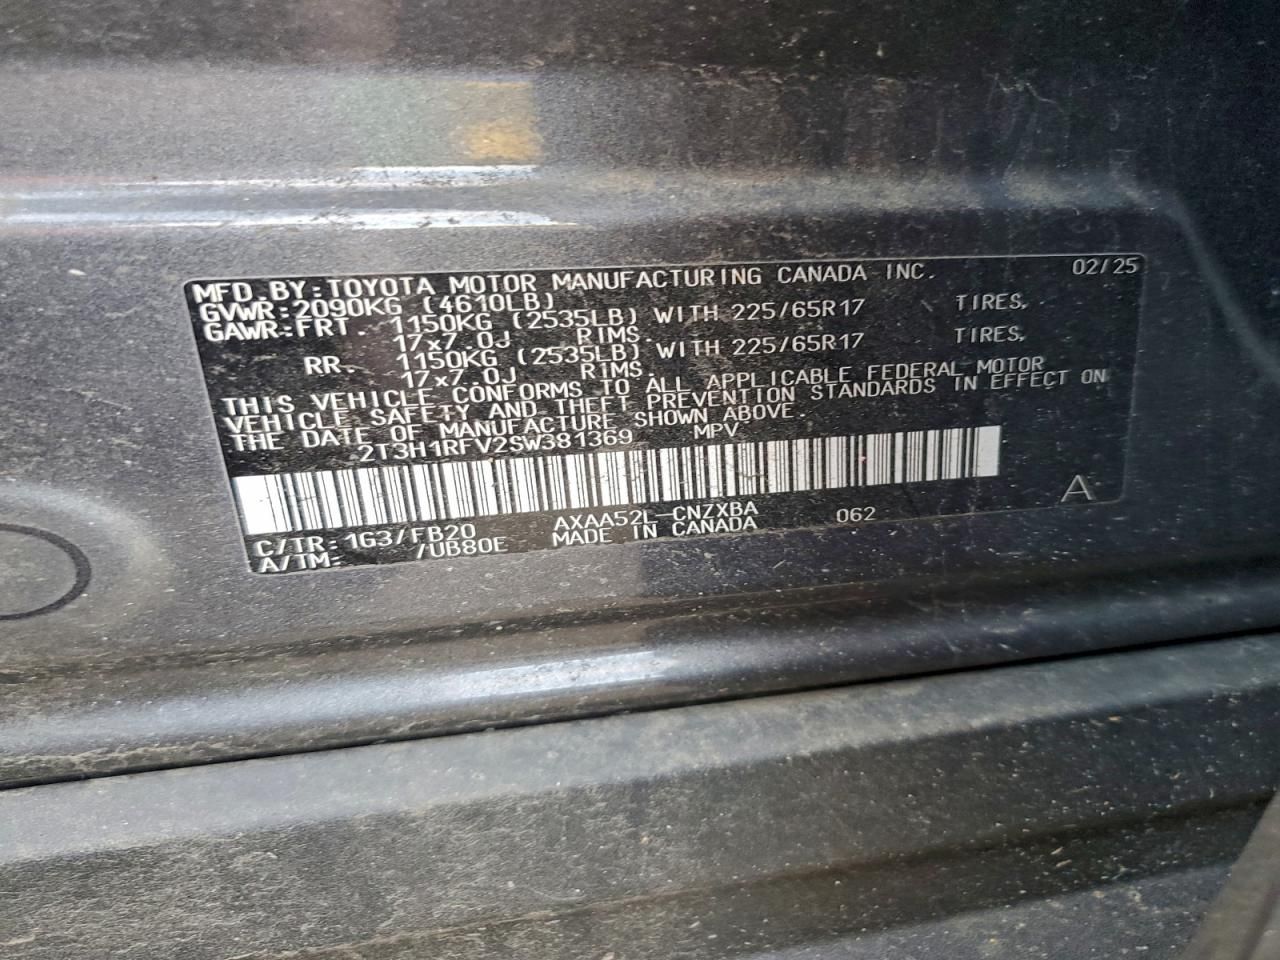 MFD.BY:TOYOTA MOTOR MANUFACTURING CANADA INC. 02/25
GVWR:2090KG (4610LB)
GAWR:FRT 1150KG (2535LB) WITH 225/65R17 TIRES,
17x7.0J RIMS.
RR. 1150KG (2535LB) WITH 225/65R17 TIRES,
17x7.0J RIMS.
THIS VEHICLE CONFORMS TO ALL APPLICABLE FEDERAL MOTOR
VEHICLE SAFETY AND THEFT PREVENTION STANDARDS IN EFFECT ON
THE DATE OF MANUFACTURE SHOWN ABOVE.
2T3H1RFV2SW381369 MPV
C/TR:1G3/FB20 AXAA52L-CNZXBA 062 A
A/TM: /UB80E MADE IN CANADA